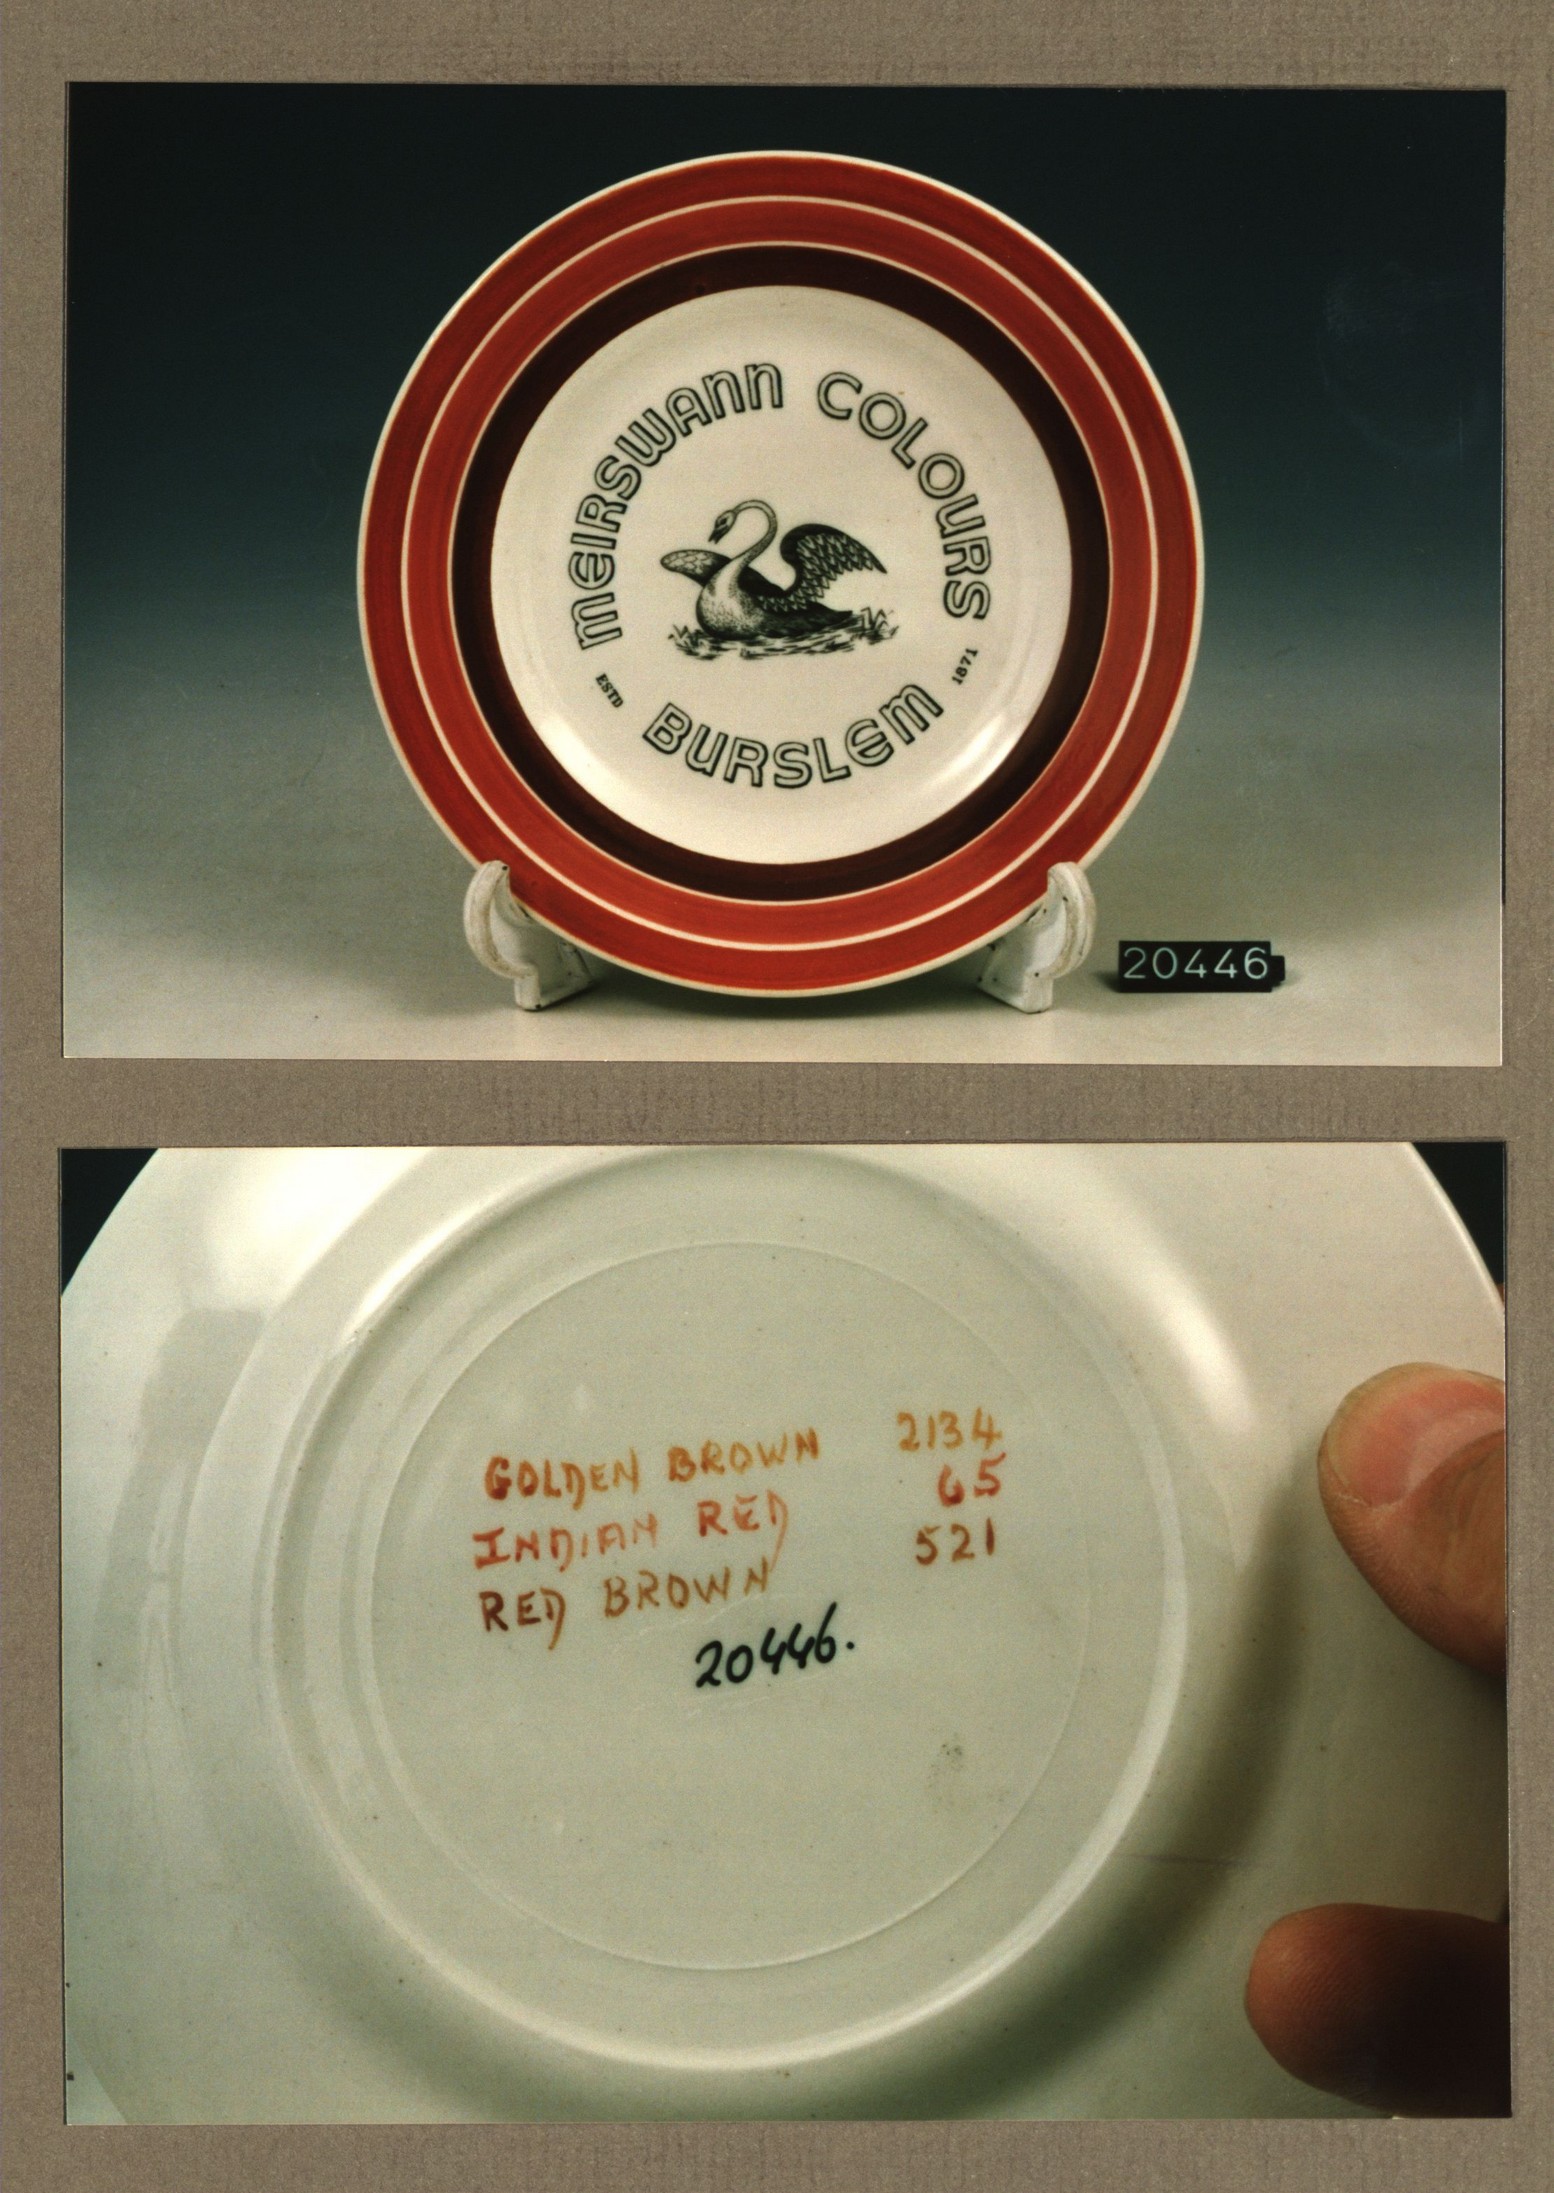 MEIRSWANN COLOURS
ESTD 1871
BURSLEM
20446
GOLDEN BROWN 2134
INDIAN RED 65
RED BROWN 521
20446.